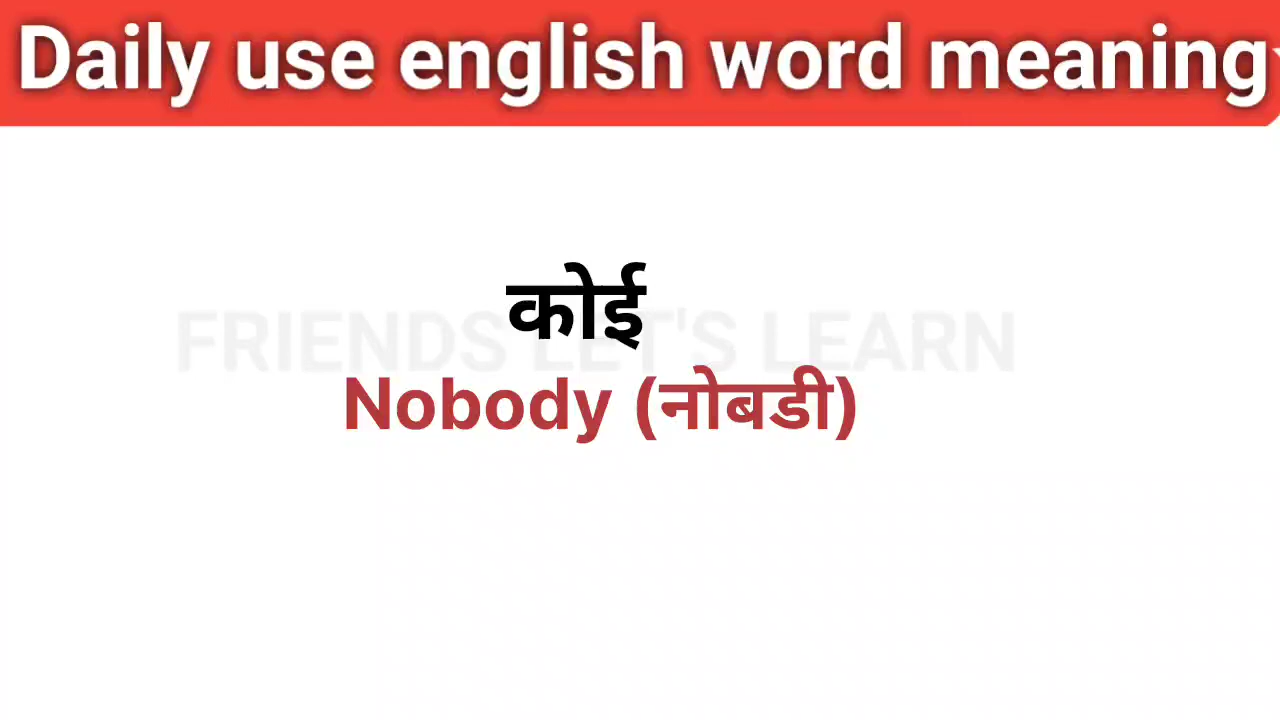 Daily use english word meaning
कोई
FRIENDS LET'S LEARN
Nobody (नोबडी)